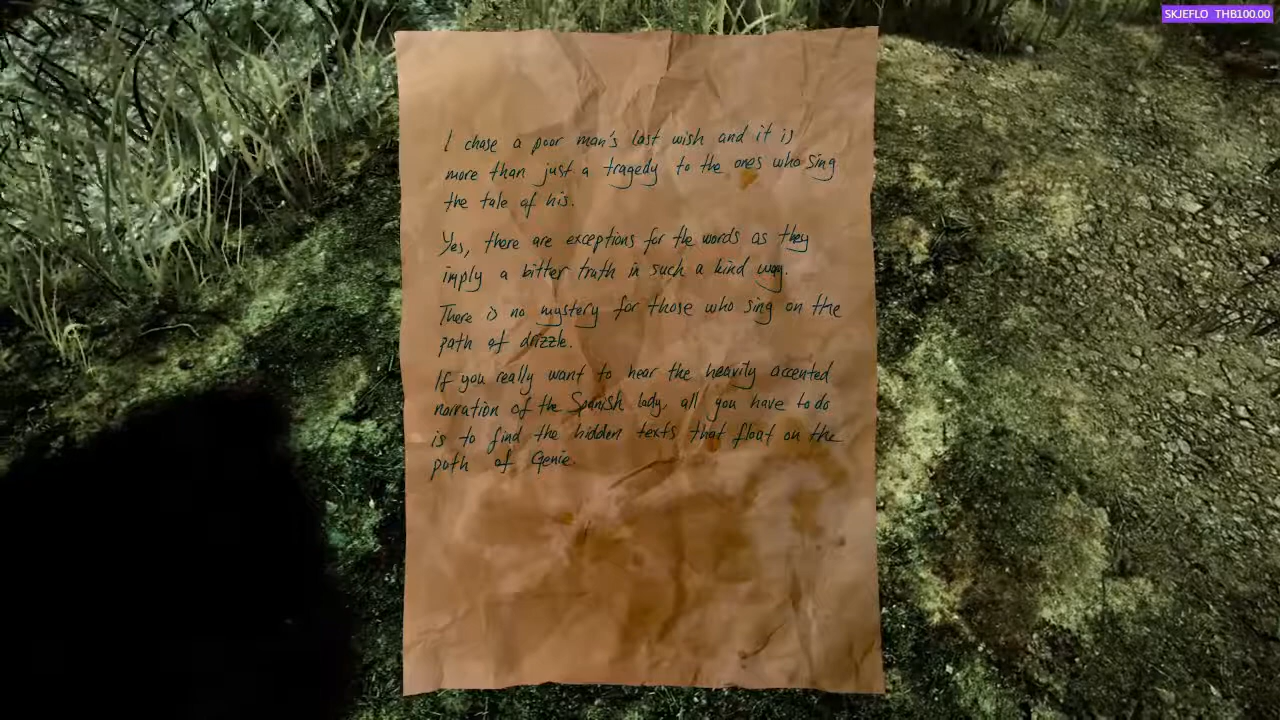 SKJEFLO THB100.00
I chase a poor man's last wish and it is
more than just a tragedy to the ones who sing
the tale of his.
Yes, there are exceptions for the words as they
imply a bitter truth in such a kind way.
There is no mystery for those who sing on the
path of drizzle.
If you really want to hear the heavily accented
narration of the Spanish lady, all you have to do
is to find the hidden texts that float on the
path of Genie.